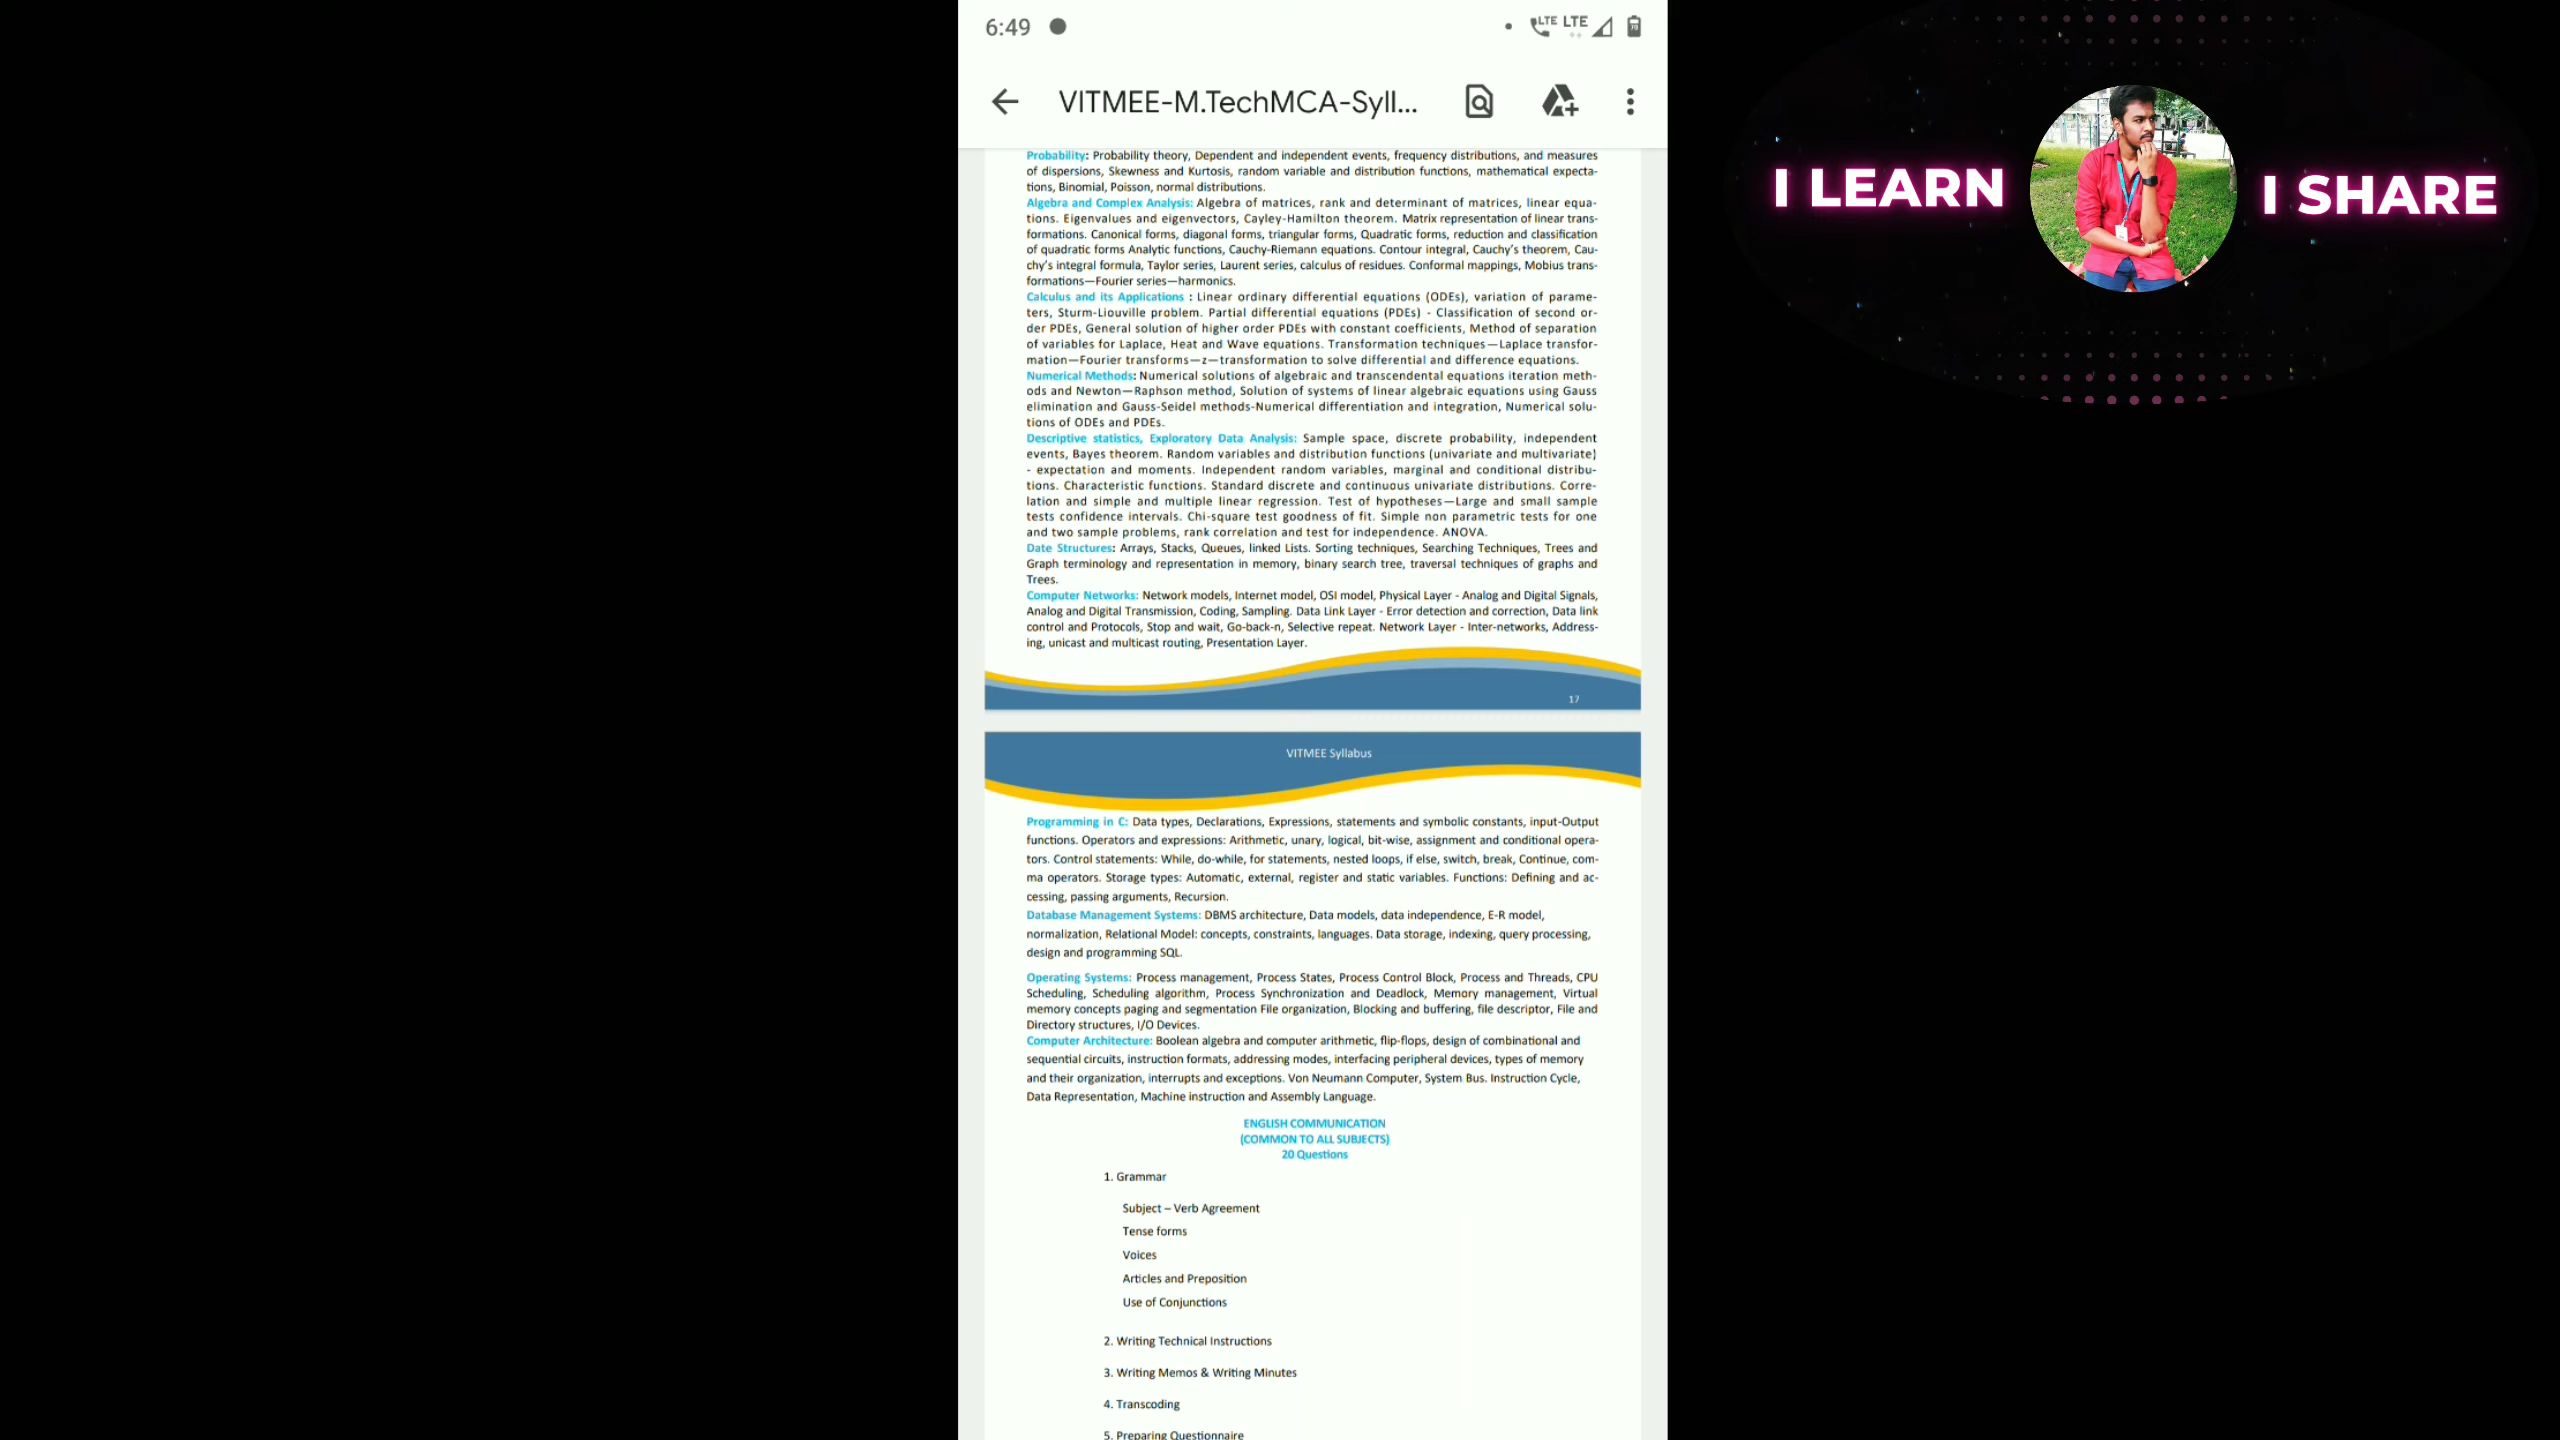 6:49
LTE LTE
VITMEE-M.TechMCA-Syll...
I LEARN
I SHARE
Probability: Probability theory, Dependent and independent events, frequency distributions, and measures
of dispersions, Skewness and Kurtosis, random variable and distribution functions, mathematical expecta-
tions, Binomial, Poisson, normal distributions.
Algebra and Complex Analysis: Algebra of matrices, rank and determinant of matrices, linear equa-
tions. Eigenvalues and eigenvectors, Cayley-Hamilton theorem. Matrix representation of linear trans-
formations. Canonical forms, diagonal forms, triangular forms, Quadratic forms, reduction and classification
of quadratic forms Analytic functions, Cauchy-Riemann equations. Contour integral, Cauchy's theorem, Cau-
chy's integral formula, Taylor series, Laurent series, calculus of residues. Conformal mappings, Mobius trans-
formations—Fourier series—harmonics.
Calculus and its Applications : Linear ordinary differential equations (ODEs), variation of parame-
ters, Sturm-Liouville problem. Partial differential equations (PDEs) - Classification of second or-
der PDEs, General solution of higher order PDEs with constant coefficients, Method of separation
of variables for Laplace, Heat and Wave equations. Transformation techniques—Laplace transfor-
mation—Fourier transforms—z—transformation to solve differential and difference equations.
Numerical Methods: Numerical solutions of algebraic and transcendental equations iteration meth-
ods and Newton—Raphson method, Solution of systems of linear algebraic equations using Gauss
elimination and Gauss-Seidel methods-Numerical differentiation and integration, Numerical solu-
tions of ODEs and PDEs.
Descriptive statistics, Exploratory Data Analysis: Sample space, discrete probability, independent
events, Bayes theorem. Random variables and distribution functions (univariate and multivariate)
- expectation and moments. Independent random variables, marginal and conditional distribu-
tions. Characteristic functions. Standard discrete and continuous univariate distributions. Corre-
lation and simple and multiple linear regression. Test of hypotheses—Large and small sample
tests confidence intervals. Chi-square test goodness of fit. Simple non parametric tests for one
and two sample problems, rank correlation and test for independence. ANOVA.
Date Structures: Arrays, Stacks, Queues, linked Lists. Sorting techniques, Searching Techniques, Trees and
Graph terminology and representation in memory, binary search tree, traversal techniques of graphs and
Trees.
Computer Networks: Network models, Internet model, OSI model, Physical Layer - Analog and Digital Signals,
Analog and Digital Transmission, Coding, Sampling. Data Link Layer - Error detection and correction, Data link
control and Protocols, Stop and wait, Go-back-n, Selective repeat. Network Layer - Inter-networks, Address-
ing, unicast and multicast routing, Presentation Layer.
17
VITMEE Syllabus
Programming in C: Data types, Declarations, Expressions, statements and symbolic constants, input-Output
functions. Operators and expressions: Arithmetic, unary, logical, bit-wise, assignment and conditional opera-
tors. Control statements: While, do-while, for statements, nested loops, if else, switch, break, Continue, com-
ma operators. Storage types: Automatic, external, register and static variables. Functions: Defining and ac-
cessing, passing arguments, Recursion.
Database Management Systems: DBMS architecture, Data models, data independence, E-R model,
normalization, Relational Model: concepts, constraints, languages. Data storage, indexing, query processing,
design and programming SQL.
Operating Systems: Process management, Process States, Process Control Block, Process and Threads, CPU
Scheduling, Scheduling algorithm, Process Synchronization and Deadlock, Memory management, Virtual
memory concepts paging and segmentation File organization, Blocking and buffering, file descriptor, File and
Directory structures, I/O Devices.
Computer Architecture: Boolean algebra and computer arithmetic, flip-flops, design of combinational and
sequential circuits, instruction formats, addressing modes, interfacing peripheral devices, types of memory
and their organization, interrupts and exceptions. Von Neumann Computer, System Bus. Instruction Cycle,
Data Representation, Machine instruction and Assembly Language.
ENGLISH COMMUNICATION
(COMMON TO ALL SUBJECTS)
20 Questions
1. Grammar
Subject – Verb Agreement
Tense forms
Voices
Articles and Preposition
Use of Conjunctions
2. Writing Technical Instructions
3. Writing Memos & Writing Minutes
4. Transcoding
5. Preparing Questionnaire